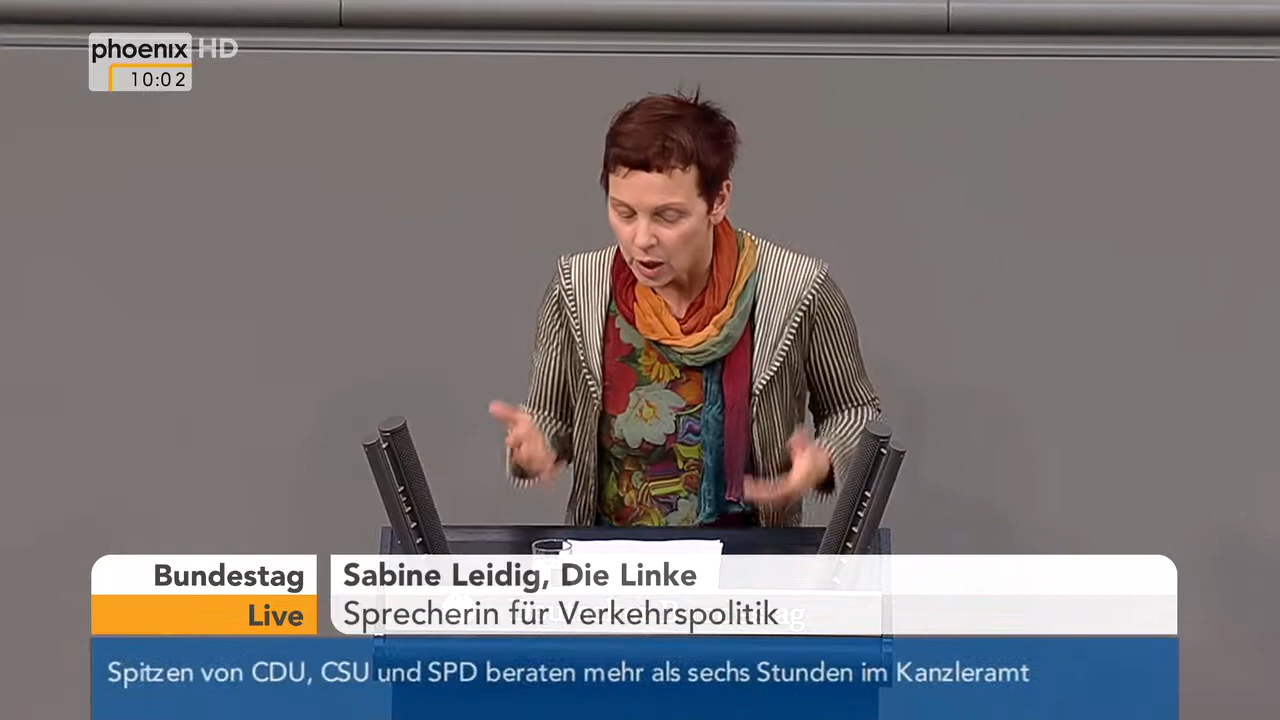 phoenix HD
10:02
Bundestag
Live
Sabine Leidig, Die Linke
Sprecherin für Verkehrspolitik
Spitzen von CDU, CSU und SPD beraten mehr als sechs Stunden im Kanzleramt